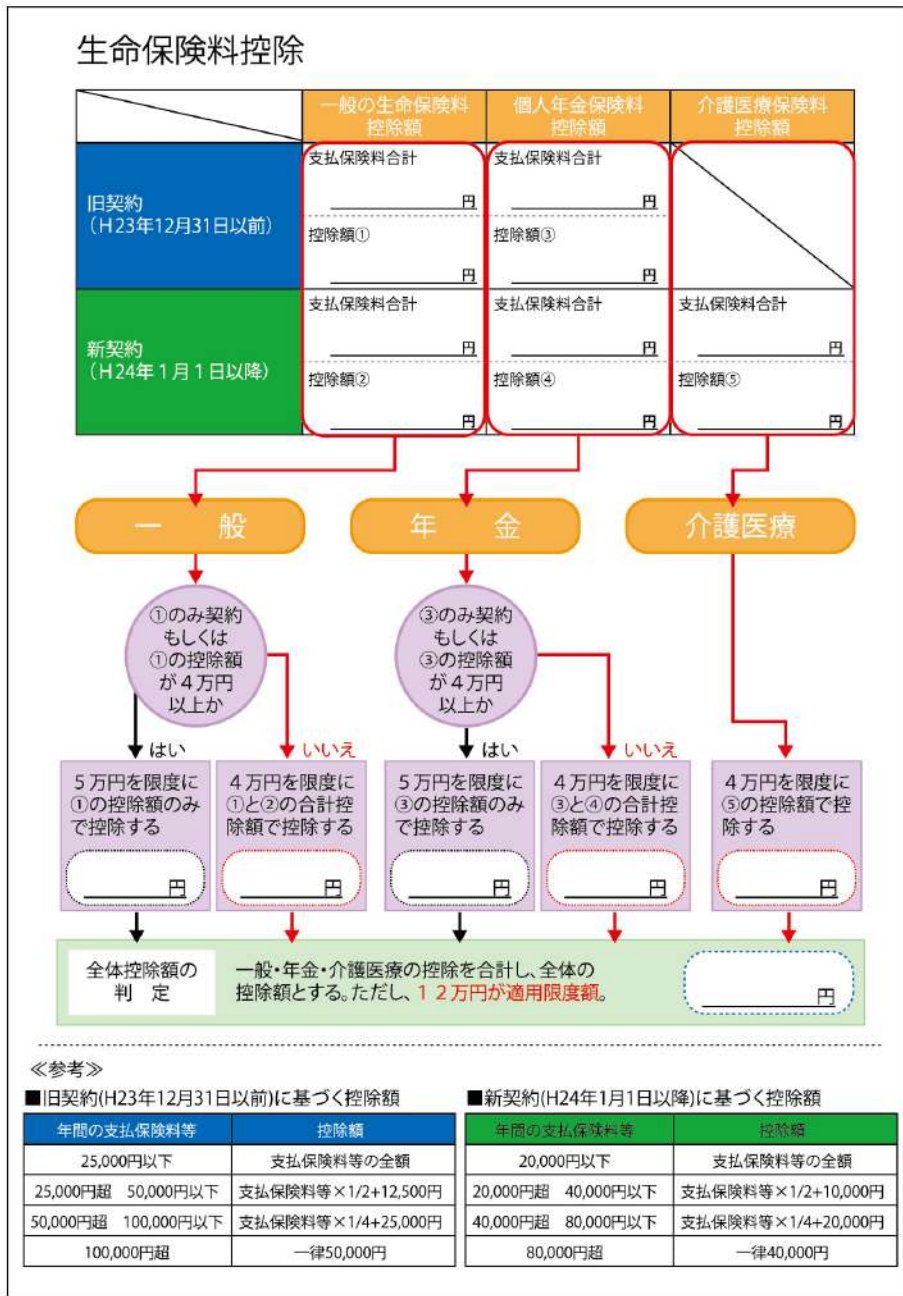 生命保険料控除
一般の生命保険料
控除額
個人年金保険料
控除額
介護医療保険料
控除額
旧契約
（H23年12月31日以前）
支払保険料合計
円
控除額①
円
支払保険料合計
円
控除額③
円
新契約
（H24年１月１日以降）
支払保険料合計
円
控除額②
円
支払保険料合計
円
控除額④
円
支払保険料合計
円
控除額⑤
円
一　般
年　金
介護医療
①のみ契約
もしくは
①の控除額
が４万円
以上か
③のみ契約
もしくは
③の控除額
が４万円
以上か
はい
いいえ
はい
いいえ
５万円を限度に
①の控除額のみ
で控除する
円
４万円を限度に
①と②の合計控
除額で控除する
円
５万円を限度に
③の控除額のみ
で控除する
円
４万円を限度に
③と④の合計控
除額で控除する
円
４万円を限度に
⑤の控除額で控
除する
円
全体控除額の
判　定
一般・年金・介護医療の控除を合計し、全体の
控除額とする。ただし、１２万円が適用限度額。
円
≪参考≫
■旧契約(H23年12月31日以前)に基づく控除額
年間の支払保険料等　控除額
25,000円以下　支払保険料等の全額
25,000円超　50,000円以下　支払保険料等×1/2+12,500円
50,000円超　100,000円以下　支払保険料等×1/4+25,000円
100,000円超　一律50,000円
■新契約(H24年1月1日以降)に基づく控除額
年間の支払保険料等　控除額
20,000円以下　支払保険料等の全額
20,000円超　40,000円以下　支払保険料等×1/2+10,000円
40,000円超　80,000円以下　支払保険料等×1/4+20,000円
80,000円超　一律40,000円